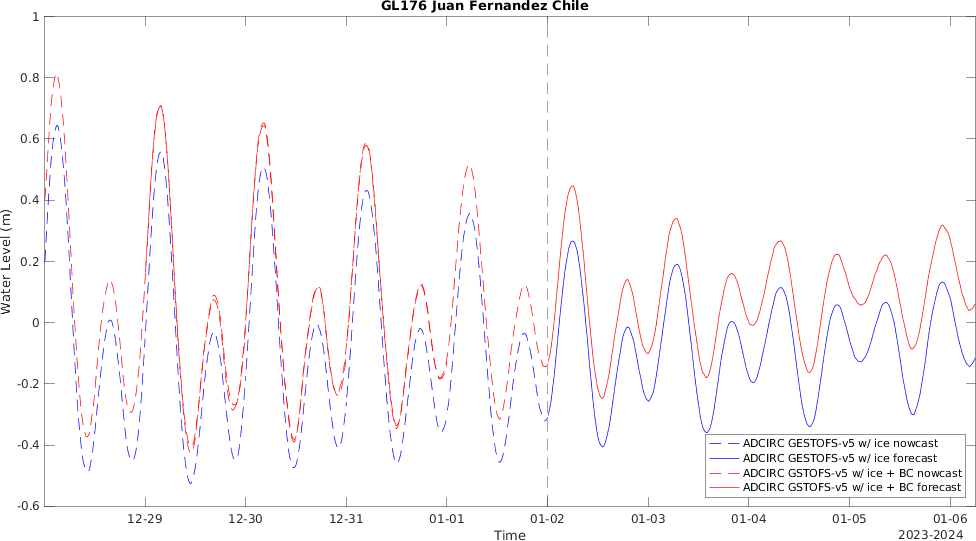 GL176 Juan Fernandez Chile
1
0.8
0.6
0.4
0.2
0
-0.2
-0.4
-0.6
Water Level (m)
12-29 12-30 12-31 01-01 01-02 01-03 01-04 01-05 01-06
Time
2023-2024
ADCIRC GESTOFS-v5 w/ ice nowcast
ADCIRC GESTOFS-v5 w/ ice forecast
ADCIRC GSTOFS-v5 w/ ice + BC nowcast
ADCIRC GSTOFS-v5 w/ ice + BC forecast